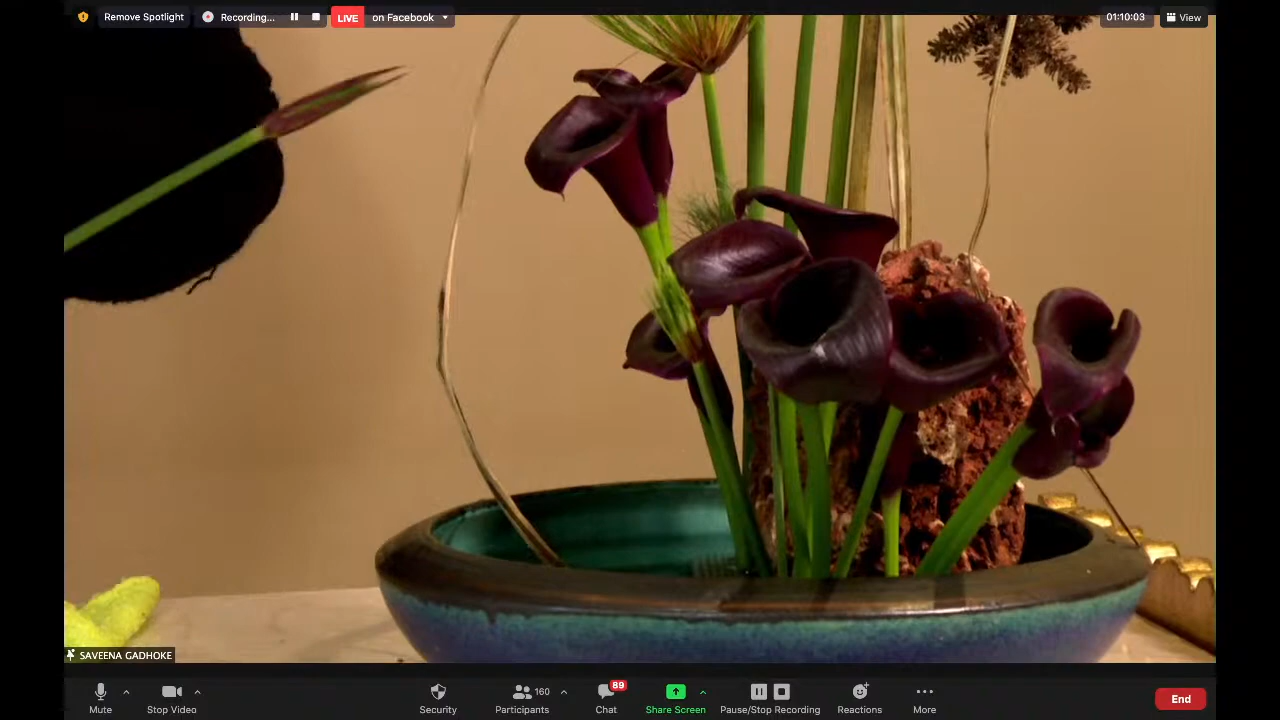 Remove Spotlight
Recording...
LIVE on Facebook
01:10:03
View
SAVEENA GADHOKE
Mute
Stop Video
Security
Participants 160
Chat 89
Share Screen
Pause/Stop Recording
Reactions
More
End